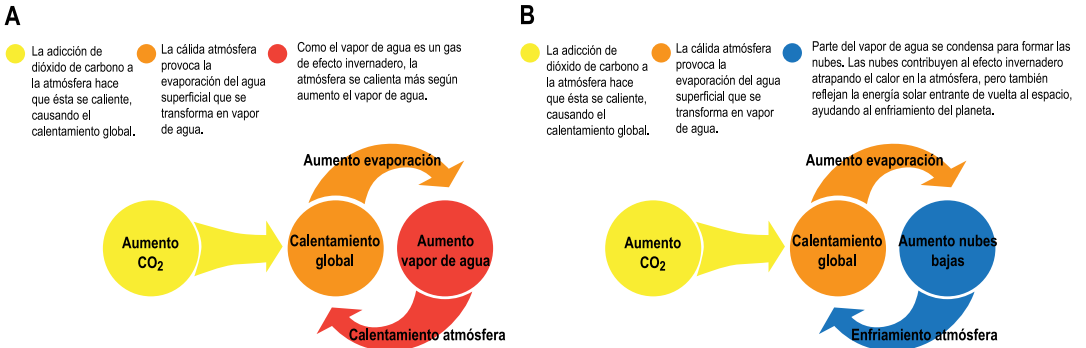 A
La adicción de
dióxido de carbono a
la atmósfera hace
que ésta se caliente,
causando el
calentamiento global.
La cálida atmósfera
provoca la
evaporación del agua
superficial que se
transforma en vapor
de agua.
Como el vapor de agua es un gas
de efecto invernadero, la
atmósfera se calienta más según
aumento el vapor de agua.
Aumento evaporación
Aumento
CO2
Calentamiento
global
Aumento
vapor de agua
Calentamiento atmósfera
B
La adicción de
dióxido de carbono a
la atmósfera hace
que ésta se caliente,
causando el
calentamiento global.
La cálida atmósfera
provoca la
evaporación del agua
superficial que se
transforma en vapor
de agua.
Parte del vapor de agua se condensa para formar las
nubes. Las nubes contribuyen al efecto invernadero
atrapando el calor en la atmósfera, pero también
reflejan la energía solar entrante de vuelta al espacio,
ayudando al enfriamiento del planeta.
Aumento evaporación
Aumento
CO2
Calentamiento
global
Aumento nubes
bajas
Enfriamiento atmósfera